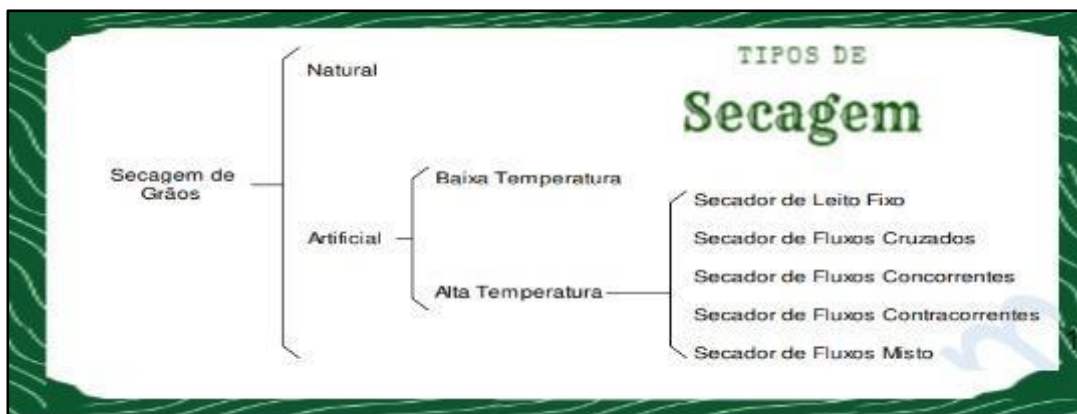 TIPOS DE
Secagem
Natural
Secagem de
Grãos
Artificial
Baixa Temperatura
Alta Temperatura
Secador de Leito Fixo
Secador de Fluxos Cruzados
Secador de Fluxos Concorrentes
Secador de Fluxos Contracorrentes
Secador de Fluxos Misto